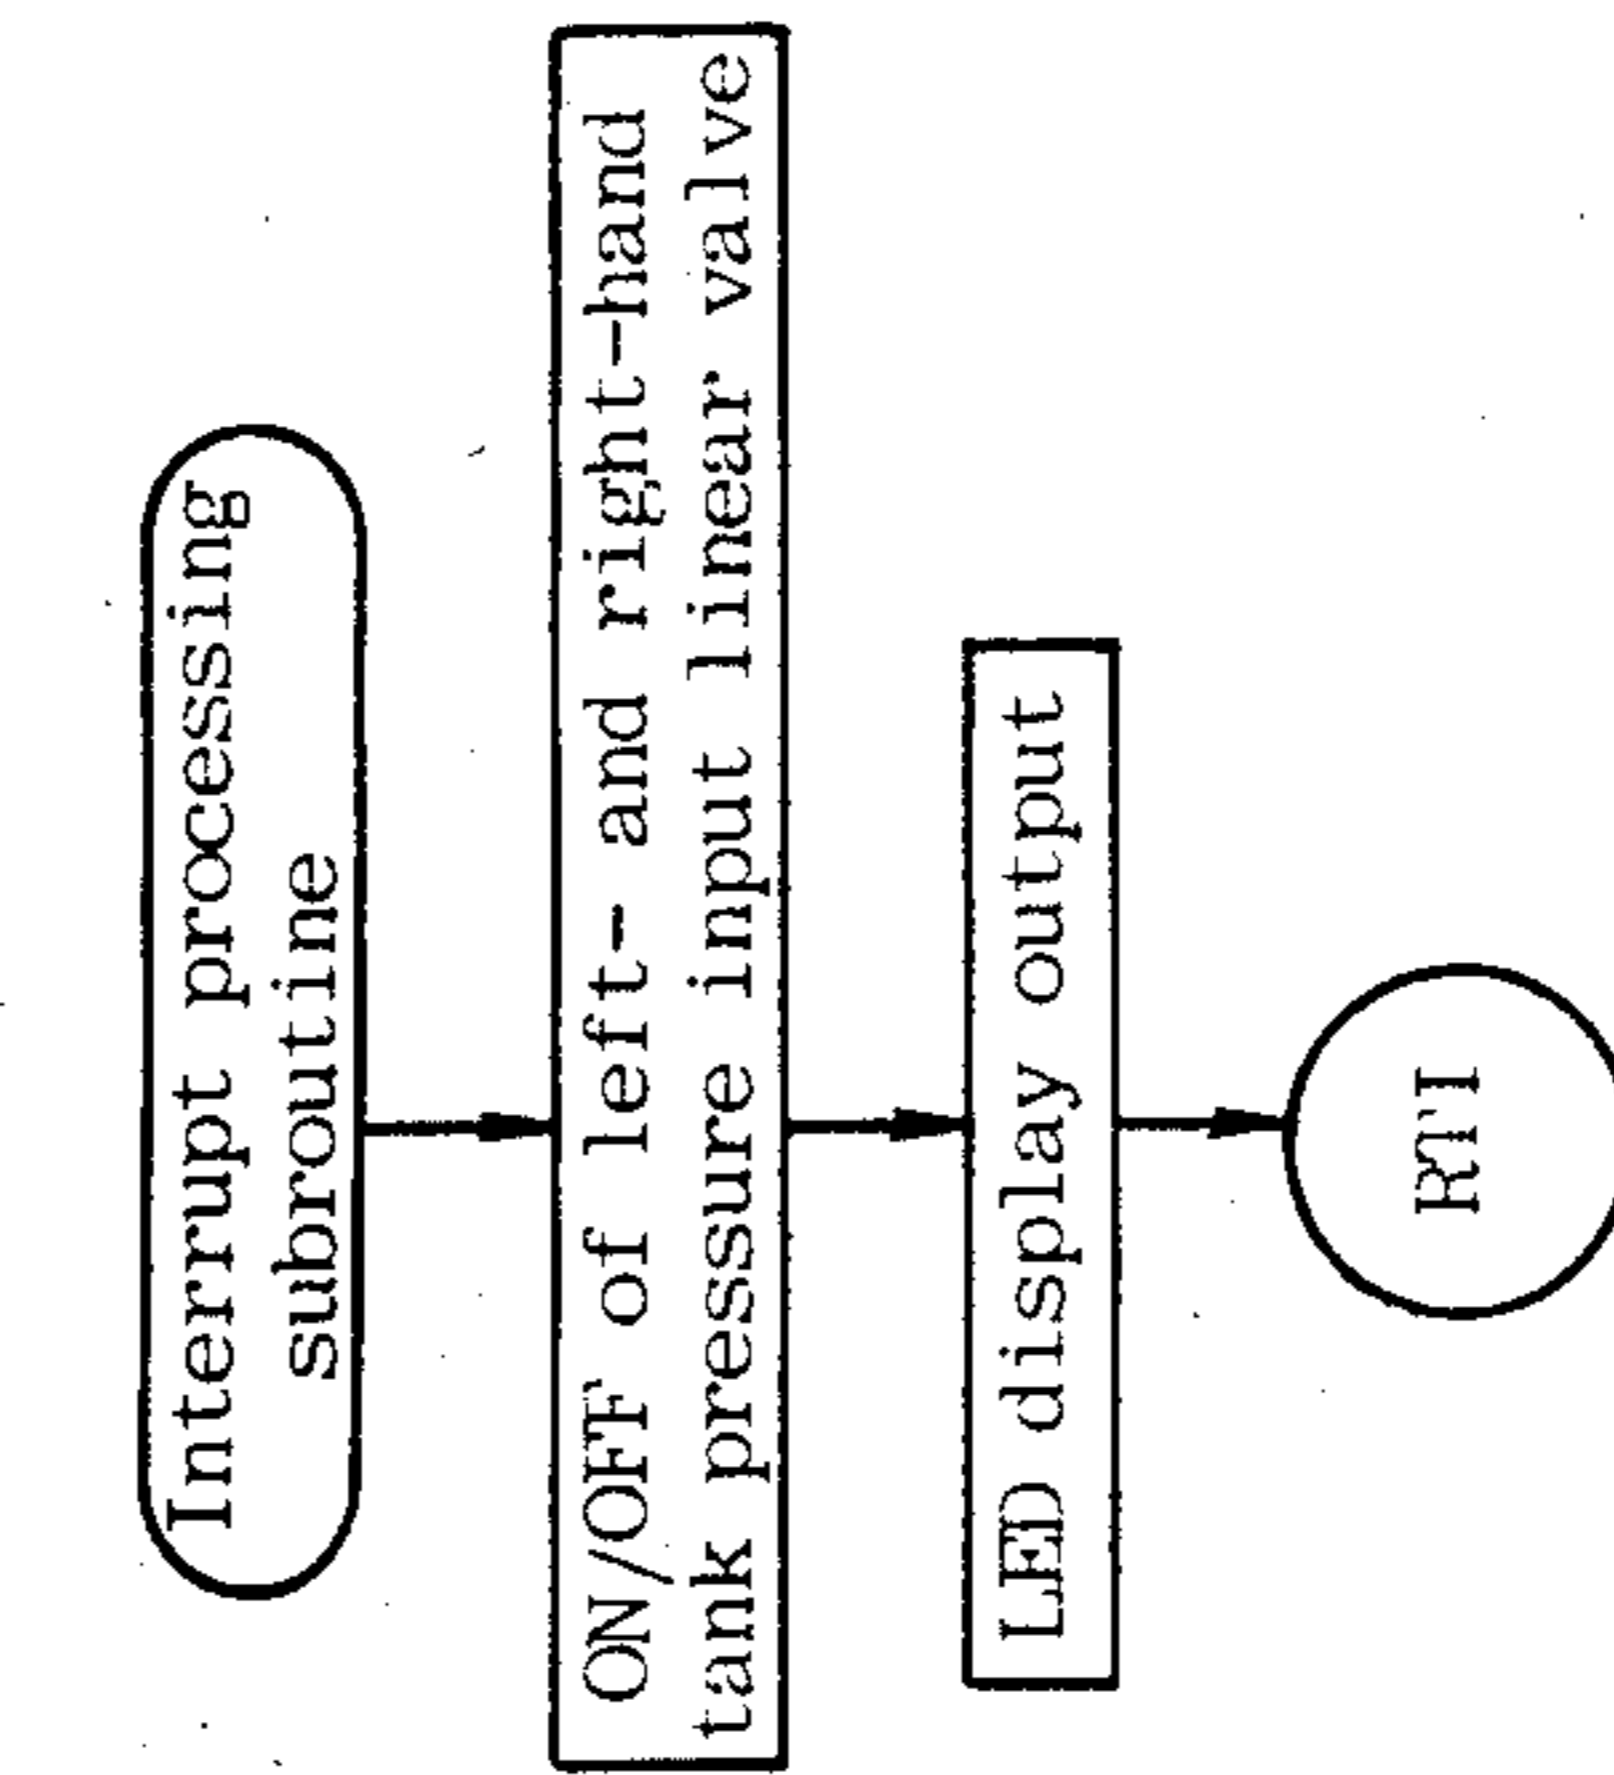 Interrupt processing
subroutine
ON/OFF of left- and right-hand
tank pressure input linear valve
LED display output
RTI